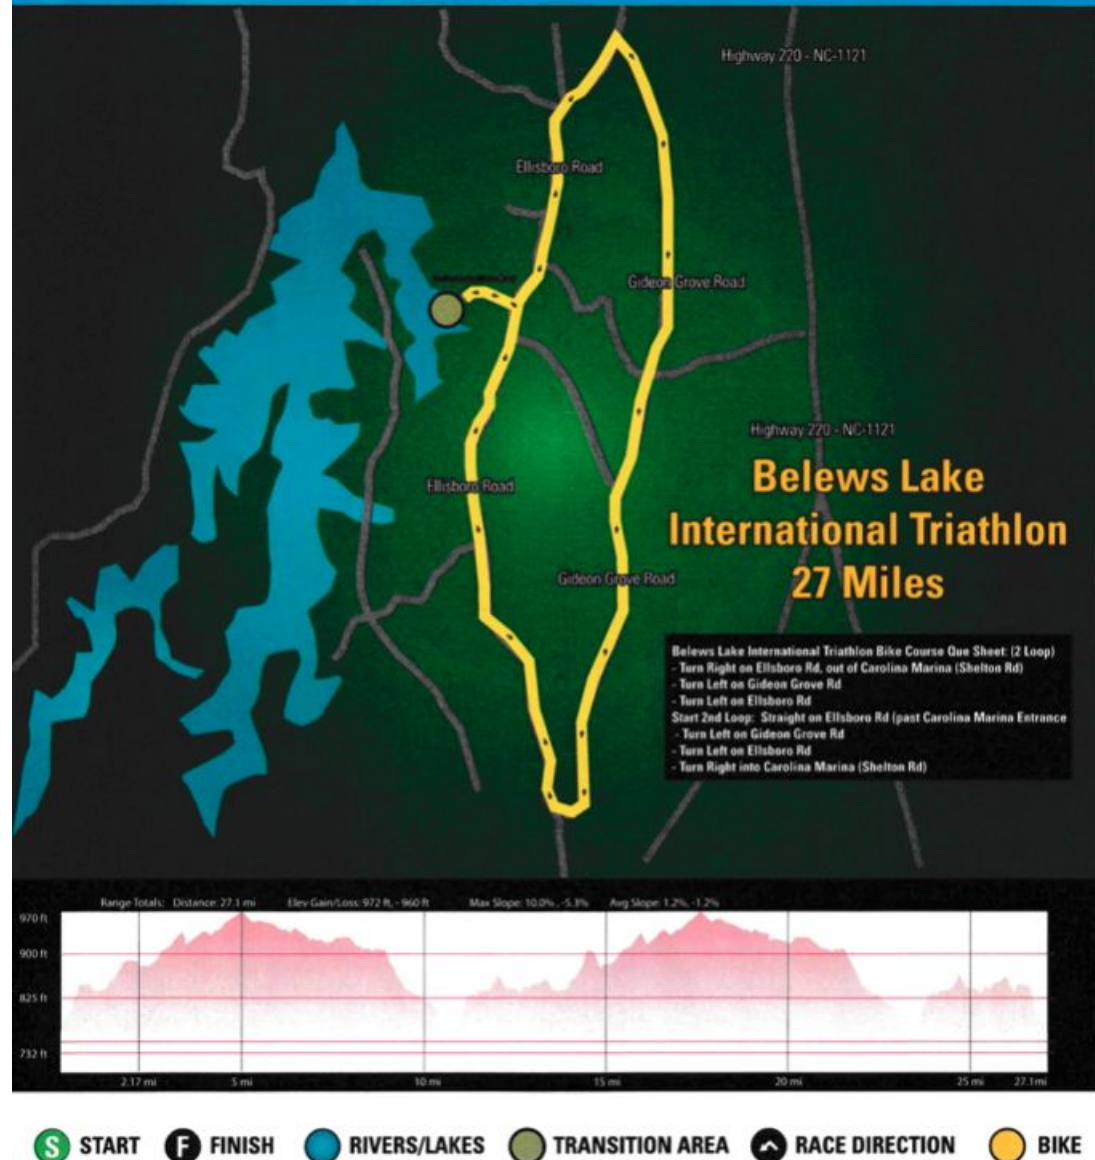 Highway 220 - NC-1121
Ellisboro Road
Gideon Grove Road
Highway 220 - NC-1121
Ellisboro Road
Gideon Grove Road
Belews Lake
International Triathlon
27 Miles
Belews Lake International Triathlon Bike Course Que Sheet: (2 Loop)
- Turn Right on Ellsboro Rd, out of Carolina Marina (Shelton Rd)
- Turn Left on Gideon Grove Rd
- Turn Left on Ellsboro Rd
Start 2nd Loop: Straight on Ellsboro Rd (past Carolina Marina Entrance
- Turn Left on Gideon Grove Rd
- Turn Left on Ellsboro Rd
- Turn Right into Carolina Marina (Shelton Rd)
Range Totals: Distance: 27.1 mi Elev Gain/Loss: 972 ft, - 960 ft Max Slope: 10.0% , -5.3% Avg Slope: 1.2%, -1.2%
970 ft
900 ft
825 ft
732 ft
2.17 mi 5 mi 10 mi 15 mi 20 mi 25 mi 27.1mi
S START F FINISH RIVERS/LAKES TRANSITION AREA RACE DIRECTION BIKE